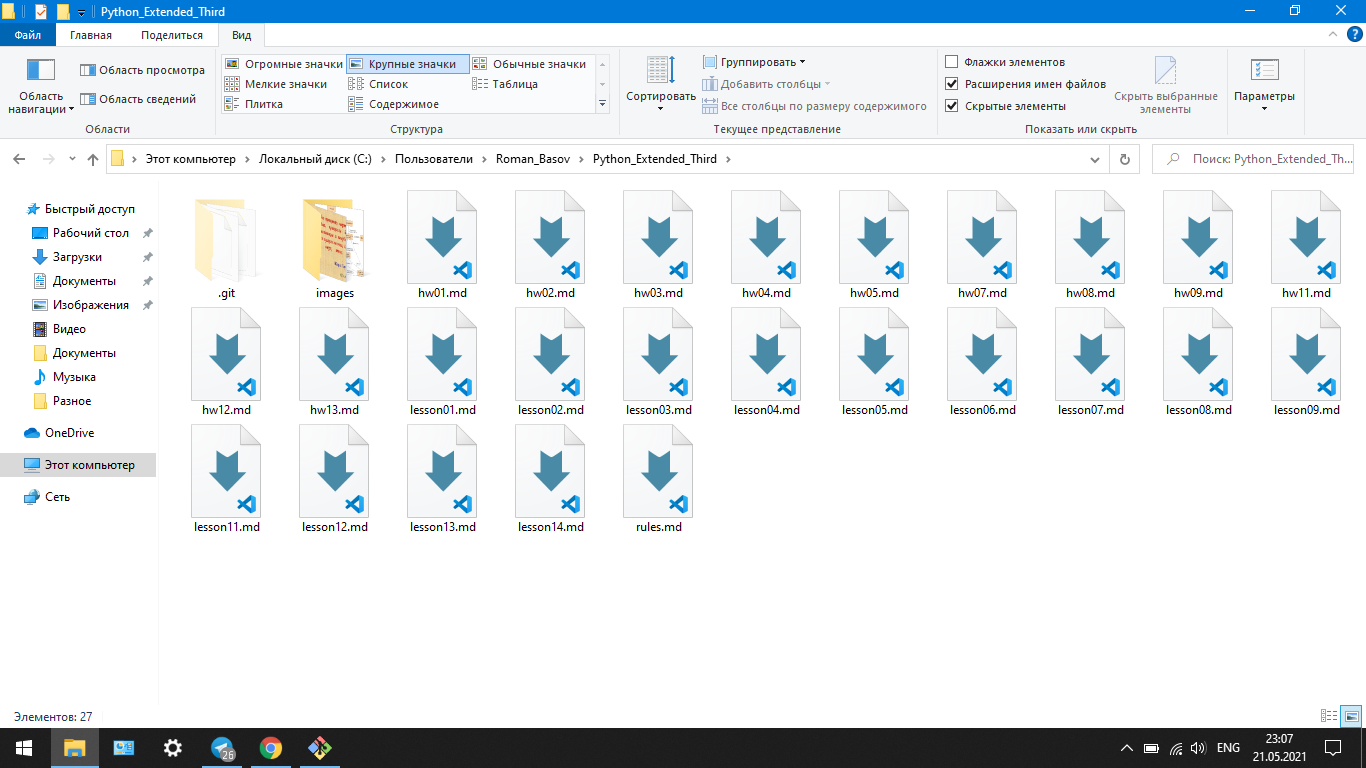 Python_Extended_Third
Файл Главная Поделиться Вид
Область навигации
Область просмотра
Область сведений
Области
Огромные значки Крупные значки Обычные значки
Мелкие значки Список Таблица
Плитка Содержимое
Структура
Сортировать
Группировать
Добавить столбцы
Все столбцы по размеру содержимого
Текущее представление
Флажки элементов
Расширения имен файлов
Скрытые элементы
Скрыть выбранные элементы
Показать или скрыть
Параметры
Этот компьютер Локальный диск (C:) Пользователи Roman_Basov Python_Extended_Third
Поиск: Python_Extended_Th...
Быстрый доступ
Рабочий стол
Загрузки
Документы
Изображения
Видео
Документы
Музыка
Разное
OneDrive
Этот компьютер
Сеть
.git images hw01.md hw02.md hw03.md hw04.md hw05.md hw07.md hw08.md hw09.md hw11.md
hw12.md hw13.md lesson01.md lesson02.md lesson03.md lesson04.md lesson05.md lesson06.md lesson07.md lesson08.md lesson09.md
lesson11.md lesson12.md lesson13.md lesson14.md rules.md
Элементов: 27
26
ENG
23:07
21.05.2021